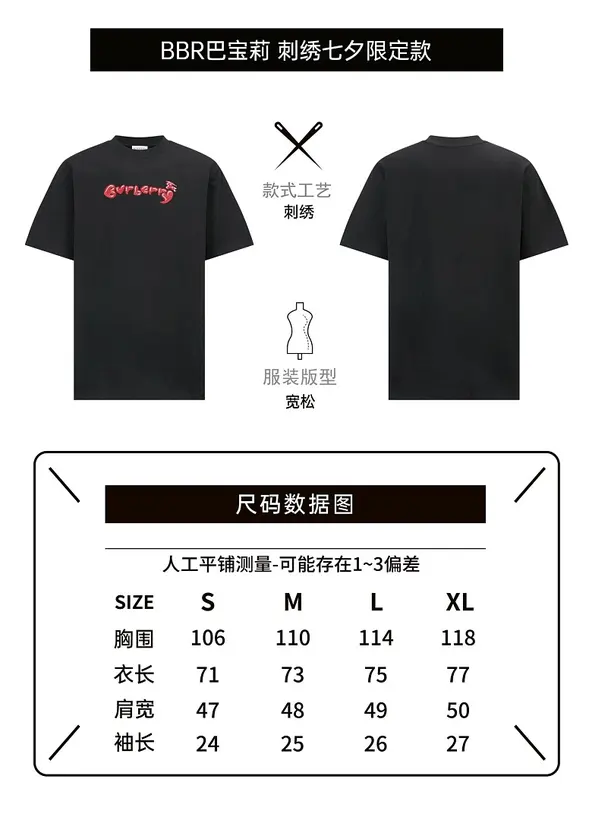 BBR巴宝莉 刺绣七夕限定款
Burberry
款式工艺
刺绣
服装版型
宽松
尺码数据图
人工平铺测量-可能存在1~3偏差
SIZE S M L XL
胸围 106 110 114 118
衣长 71 73 75 77
肩宽 47 48 49 50
袖长 24 25 26 27